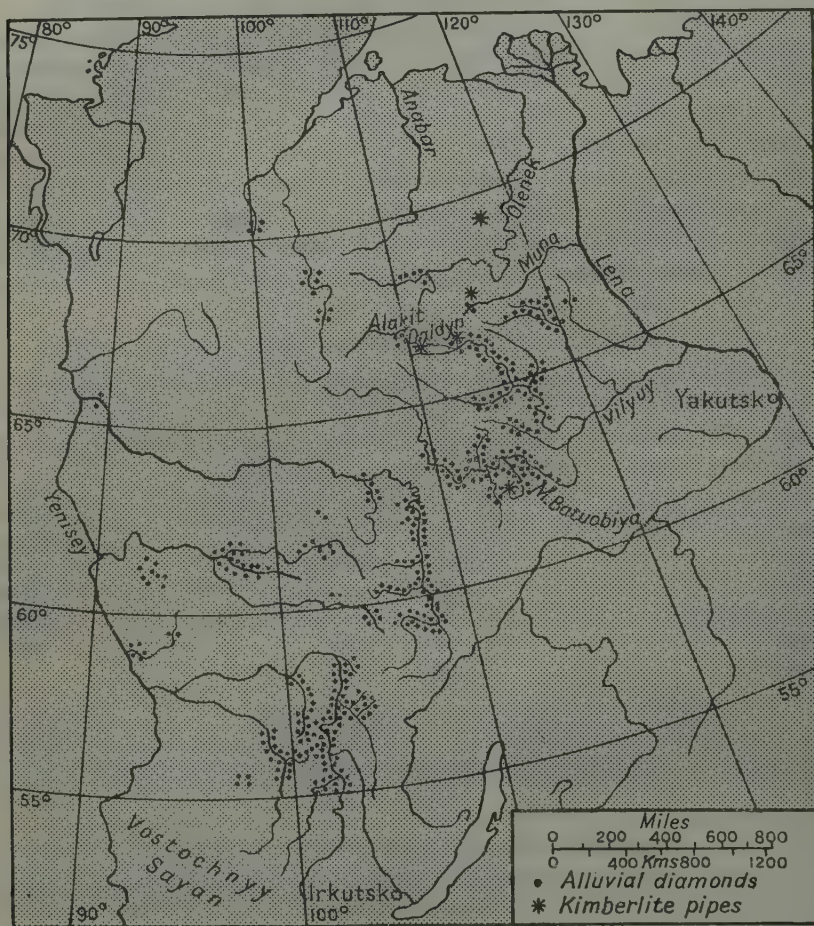 80° 90° 100° 110° 120° 130° 140°
75°
Anabar
Olenek
70°
Muna
Lena
65°
Alakit
Daldyn
Vilyuy
Yakutsk
65°
60°
M. Batuobiya
Yenisey
60°
55°
55°
Vostochnyy
Sayan
Irkutsk
90°
100°
Miles
0 200 400 600 800
0 400 Kms 800 1200
Alluvial diamonds
Kimberlite pipes